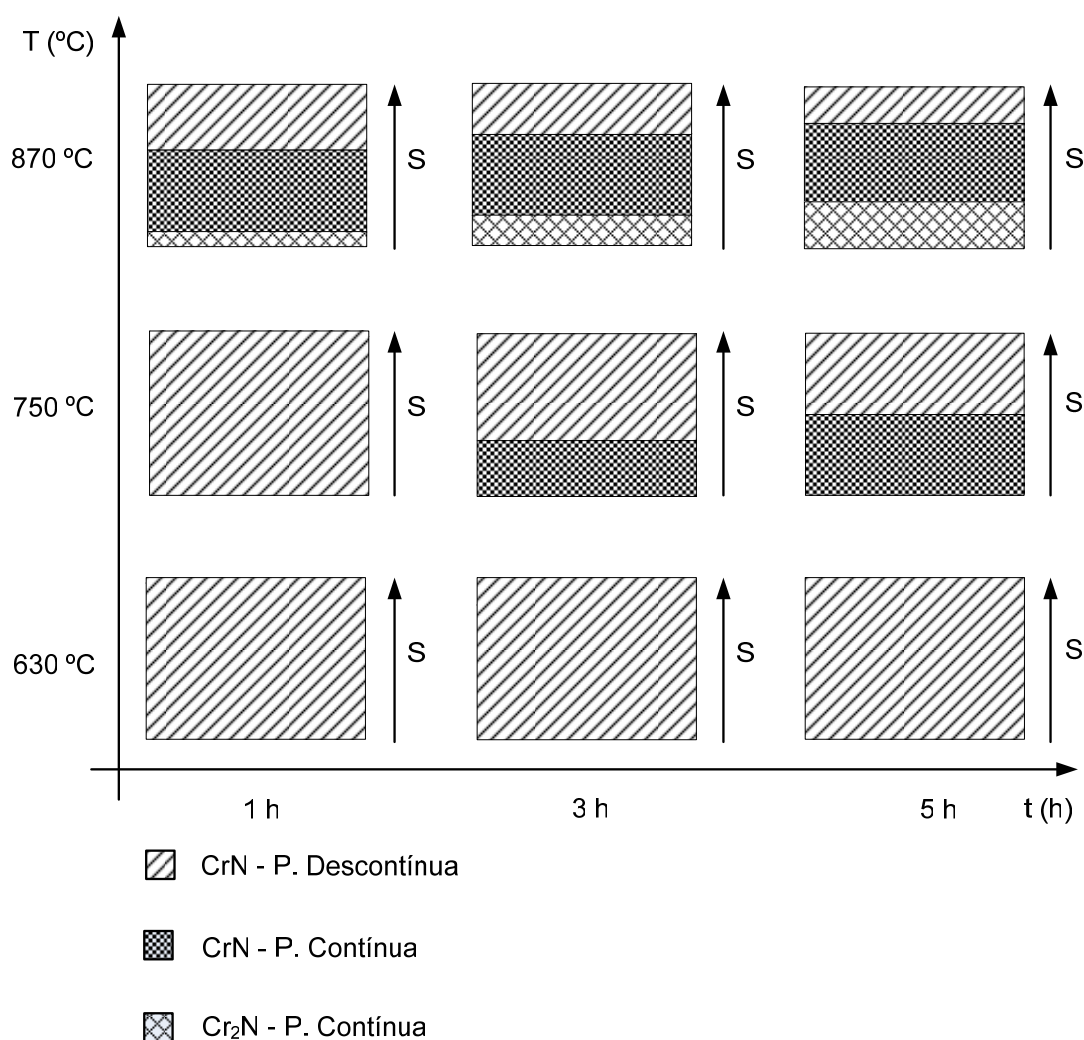 T (ºC)
870 ºC
S
S
S
750 ºC
S
S
S
630 ºC
S
S
S
1 h
3 h
5 h
t (h)
CrN - P. Descontínua
CrN - P. Contínua
Cr₂N - P. Contínua